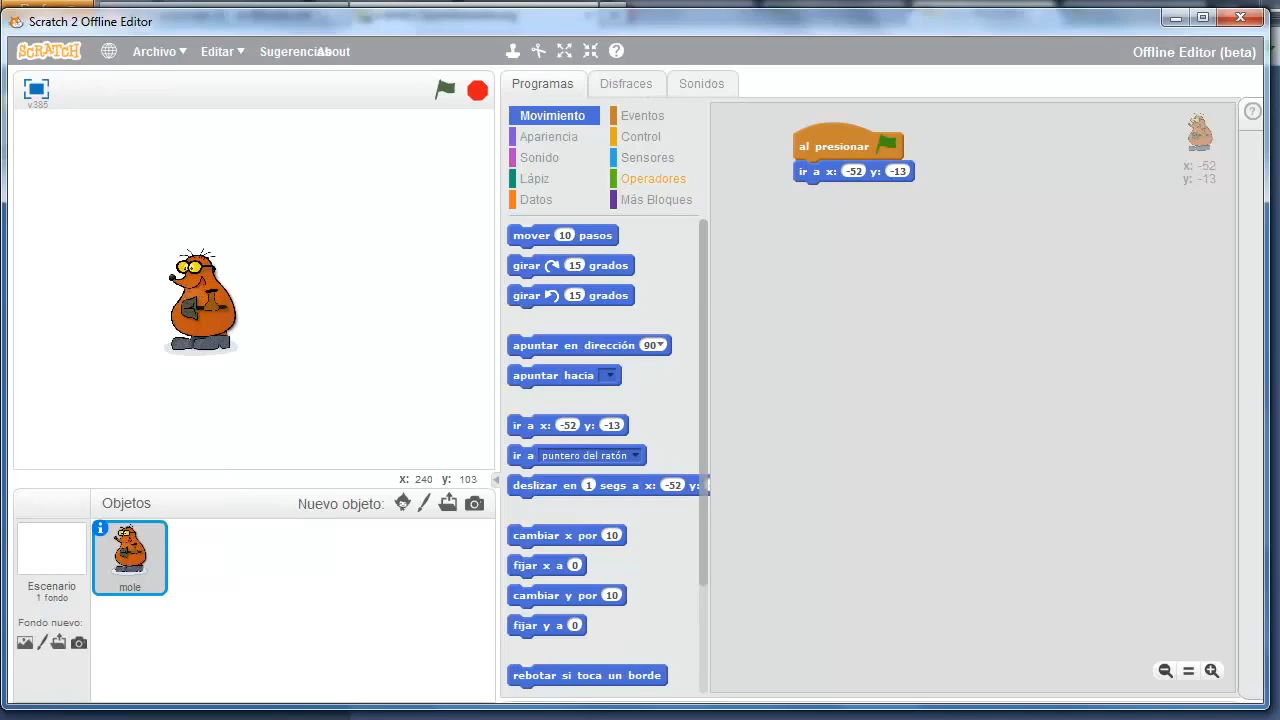 Scratch 2 Offline Editor
SCRATCH Archivo Editar Sugerencias About Offline Editor (beta)
v385
Programas Disfraces Sonidos
Movimiento Eventos
Apariencia Control
Sonido Sensores
Lápiz Operadores
Datos Más Bloques
mover 10 pasos
girar 15 grados
girar 15 grados
apuntar en dirección 90
apuntar hacia
ir a x: -52 y: -13
ir a puntero del ratón
deslizar en 1 segs a x: -52 y:
cambiar x por 10
fijar x a 0
cambiar y por 10
fijar y a 0
rebotar si toca un borde
al presionar
ir a x: -52 y: -13
x: -52
y: -13
x: 240 y: 103
Objetos Nuevo objeto:
mole
Escenario
1 fondo
Fondo nuevo: